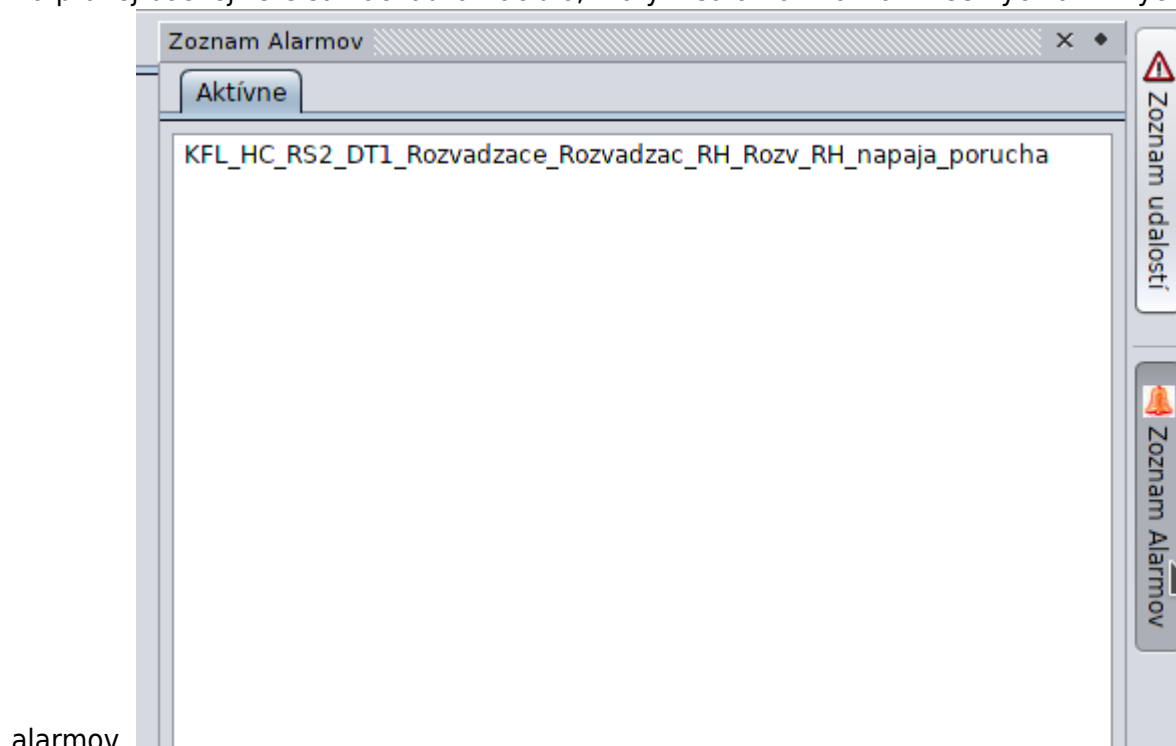 Zoznam Alarmov
Aktívne
KFL_HC_RS2_DT1_Rozvadzace_Rozvadzac_RH_Rozv_RH_napaja_porucha
Zoznam udalostí
Zoznam Alarmov
alarmov